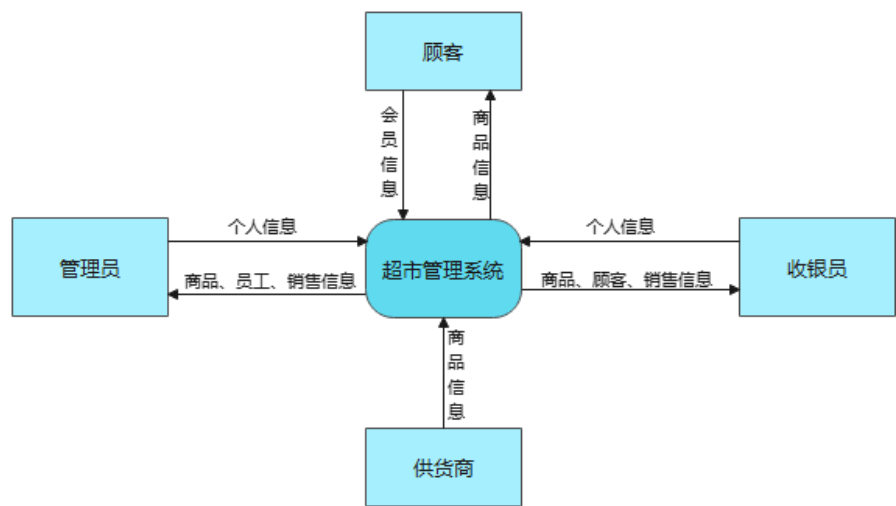 顾客
会员信息
商品信息
个人信息
个人信息
管理员
超市管理系统
收银员
商品、员工、销售信息
商品、顾客、销售信息
商品信息
供货商